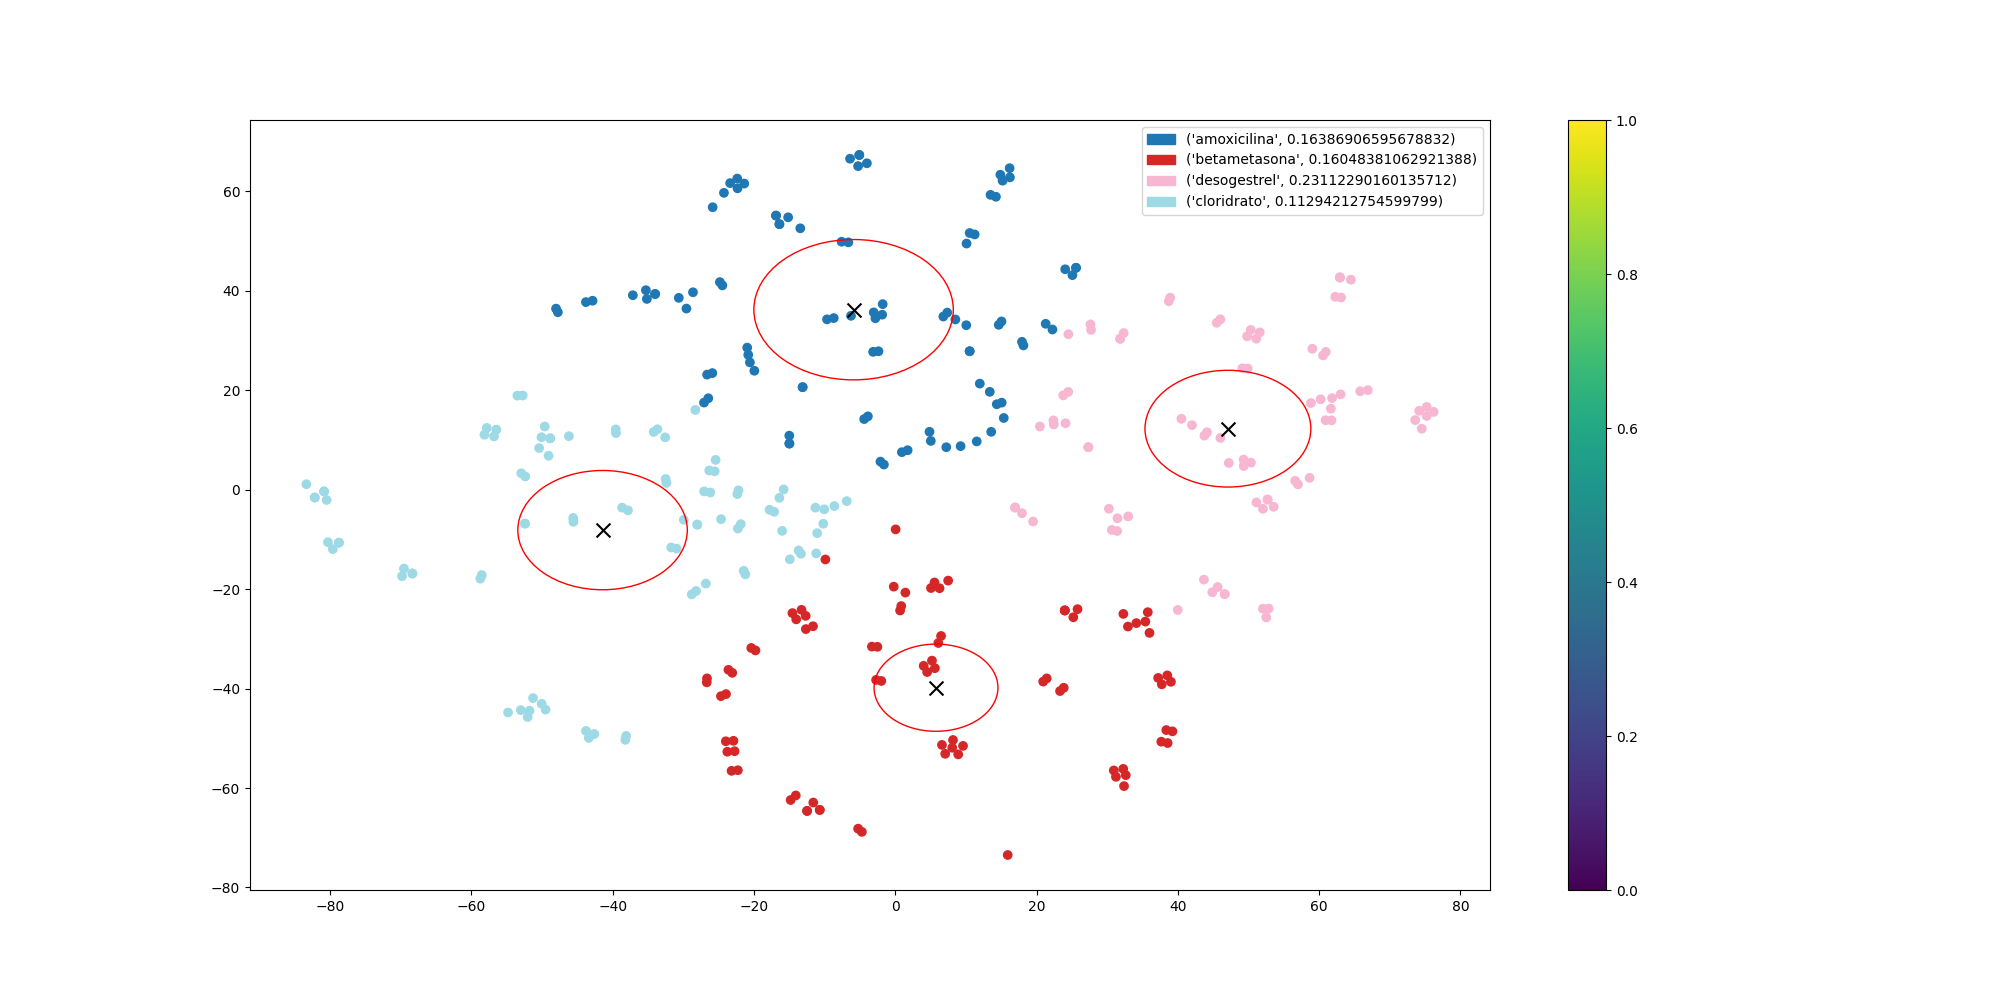 ('amoxicilina', 0.16386906595678832)
('betametasona', 0.16048381062921388)
('desogestrel', 0.23112290160135712)
('cloridrato', 0.11294212754599799)
60
40
20
0
−20
−40
−60
−80
−80 −60 −40 −20 0 20 40 60 80
1.0
0.8
0.6
0.4
0.2
0.0